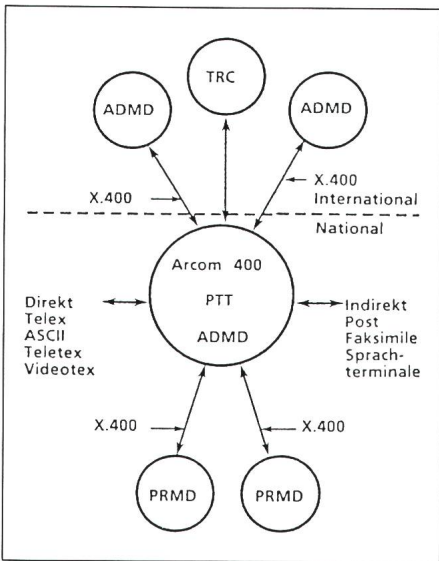 TRC
ADMD
ADMD
X.400
X.400
International
National
Arcom 400
PTT
ADMD
Direkt
Telex
ASCII
Teletex
Videotex
Indirekt
Post
Faksimile
Sprach-
terminale
X.400
X.400
PRMD
PRMD